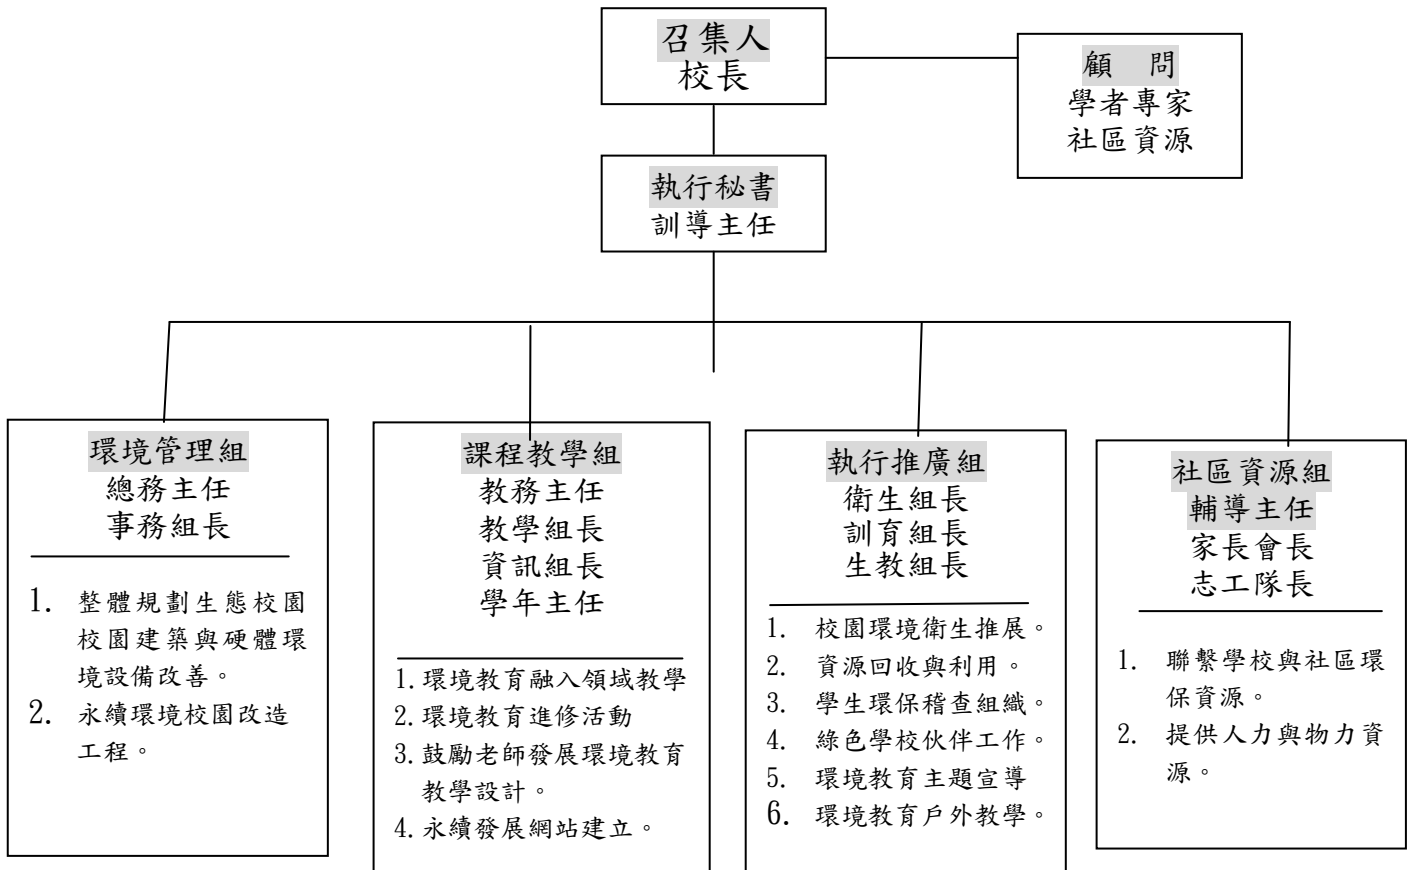 召集人
校長
顧　問
學者專家
社區資源
執行秘書
訓導主任
環境管理組
總務主任
事務組長
1. 整體規劃生態校園
校園建築與硬體環
境設備改善。
2. 永續環境校園改造
工程。
課程教學組
教務主任
教學組長
資訊組長
學年主任
1.環境教育融入領域教學
2.環境教育進修活動
3.鼓勵老師發展環境教育
教學設計。
4.永續發展網站建立。
執行推廣組
衛生組長
訓育組長
生教組長
1. 校園環境衛生推展。
2. 資源回收與利用。
3. 學生環保稽查組織。
4. 綠色學校伙伴工作。
5. 環境教育主題宣導
6. 環境教育戶外教學。
社區資源組
輔導主任
家長會長
志工隊長
1. 聯繫學校與社區環
保資源。
2. 提供人力與物力資
源。